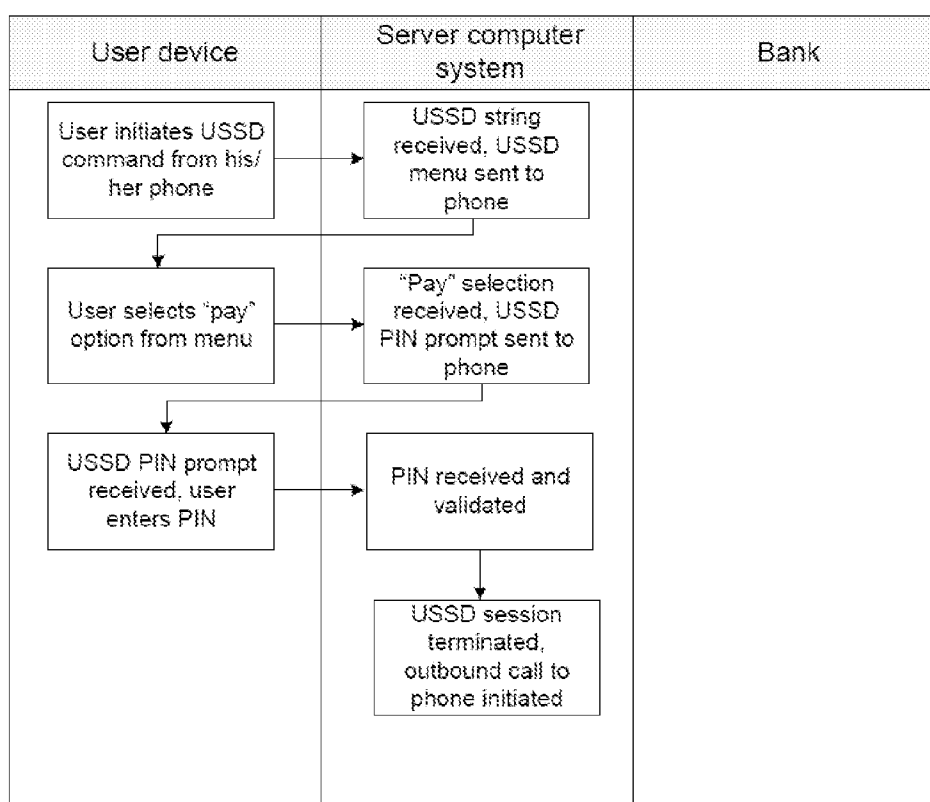 User device
Server computer
system
Bank
User initiates USSD
command from his/
her phone
USSD string
received, USSD
menu sent to
phone
User selects "pay"
option from menu
"Pay" selection
received, USSD
PIN prompt sent to
phone
USSD PIN prompt
received, user
enters PIN
PIN received and
validated
USSD session
terminated,
outbound call to
phone initiated